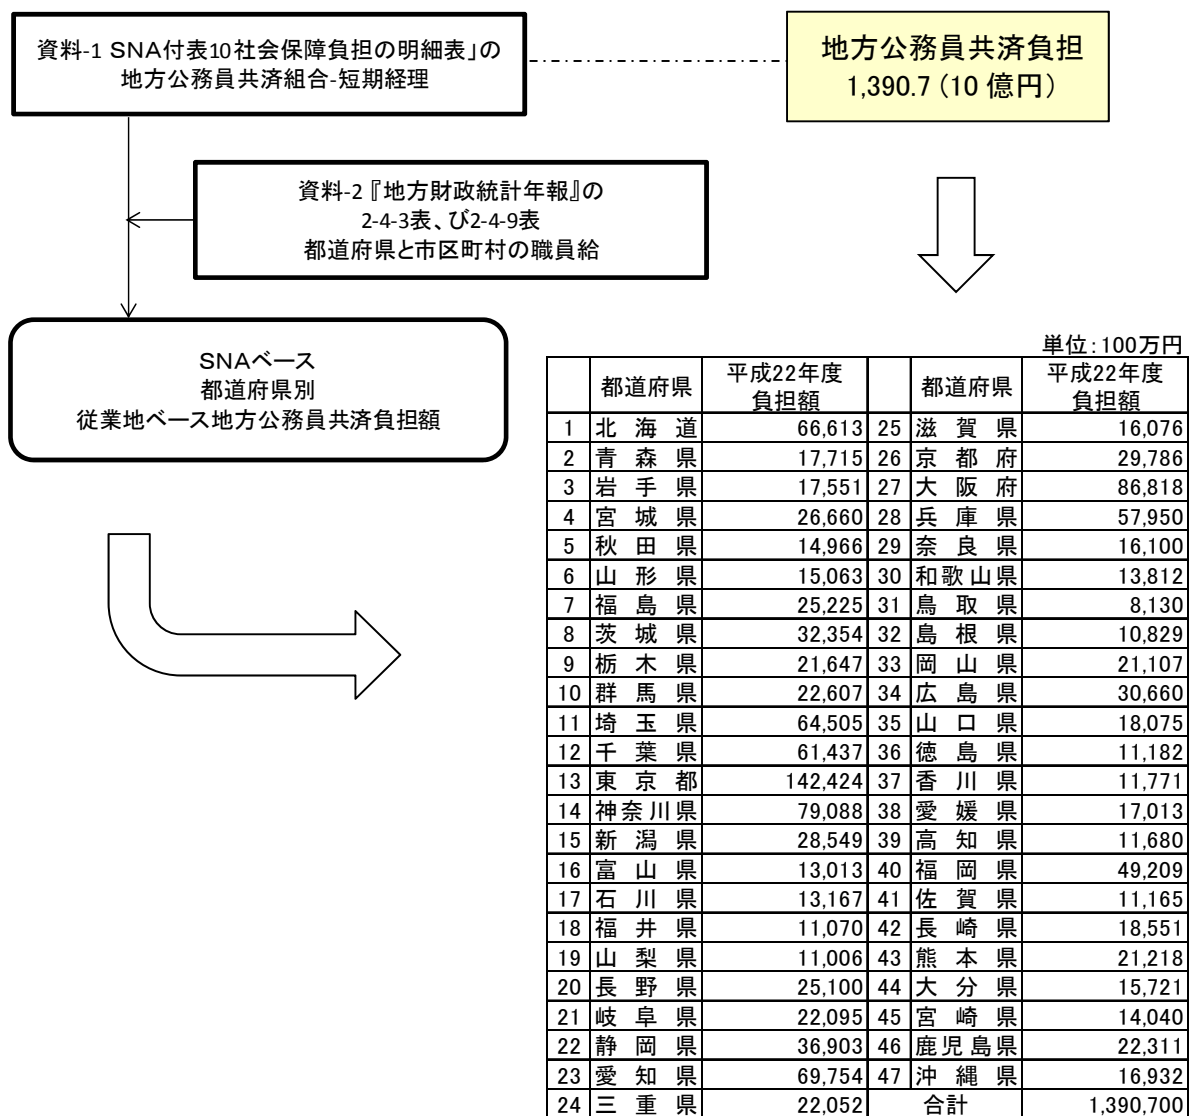 資料-1 SNA付表10社会保障負担の明細表」の
地方公務員共済組合-短期経理
地方公務員共済負担
1,390.7 (10 億円)
資料-2『地方財政統計年報』の
2-4-3表、び2-4-9表
都道府県と市区町村の職員給
SNAベース
都道府県別
従業地ベース地方公務員共済負担額
単位：100万円
都道府県 平成22年度 負担額 都道府県 平成22年度 負担額
1 北海道 66,613 25 滋賀県 16,076
2 青森県 17,715 26 京都府 29,786
3 岩手県 17,551 27 大阪府 86,818
4 宮城県 26,660 28 兵庫県 57,950
5 秋田県 14,966 29 奈良県 16,100
6 山形県 15,063 30 和歌山県 13,812
7 福島県 25,225 31 鳥取県 8,130
8 茨城県 32,354 32 島根県 10,829
9 栃木県 21,647 33 岡山県 21,107
10 群馬県 22,607 34 広島県 30,660
11 埼玉県 64,505 35 山口県 18,075
12 千葉県 61,437 36 徳島県 11,182
13 東京都 142,424 37 香川県 11,771
14 神奈川県 79,088 38 愛媛県 17,013
15 新潟県 28,549 39 高知県 11,680
16 富山県 13,013 40 福岡県 49,209
17 石川県 13,167 41 佐賀県 11,165
18 福井県 11,070 42 長崎県 18,551
19 山梨県 11,006 43 熊本県 21,218
20 長野県 25,100 44 大分県 15,721
21 岐阜県 22,095 45 宮崎県 14,040
22 静岡県 36,903 46 鹿児島県 22,311
23 愛知県 69,754 47 沖縄県 16,932
24 三重県 22,052 合計 1,390,700